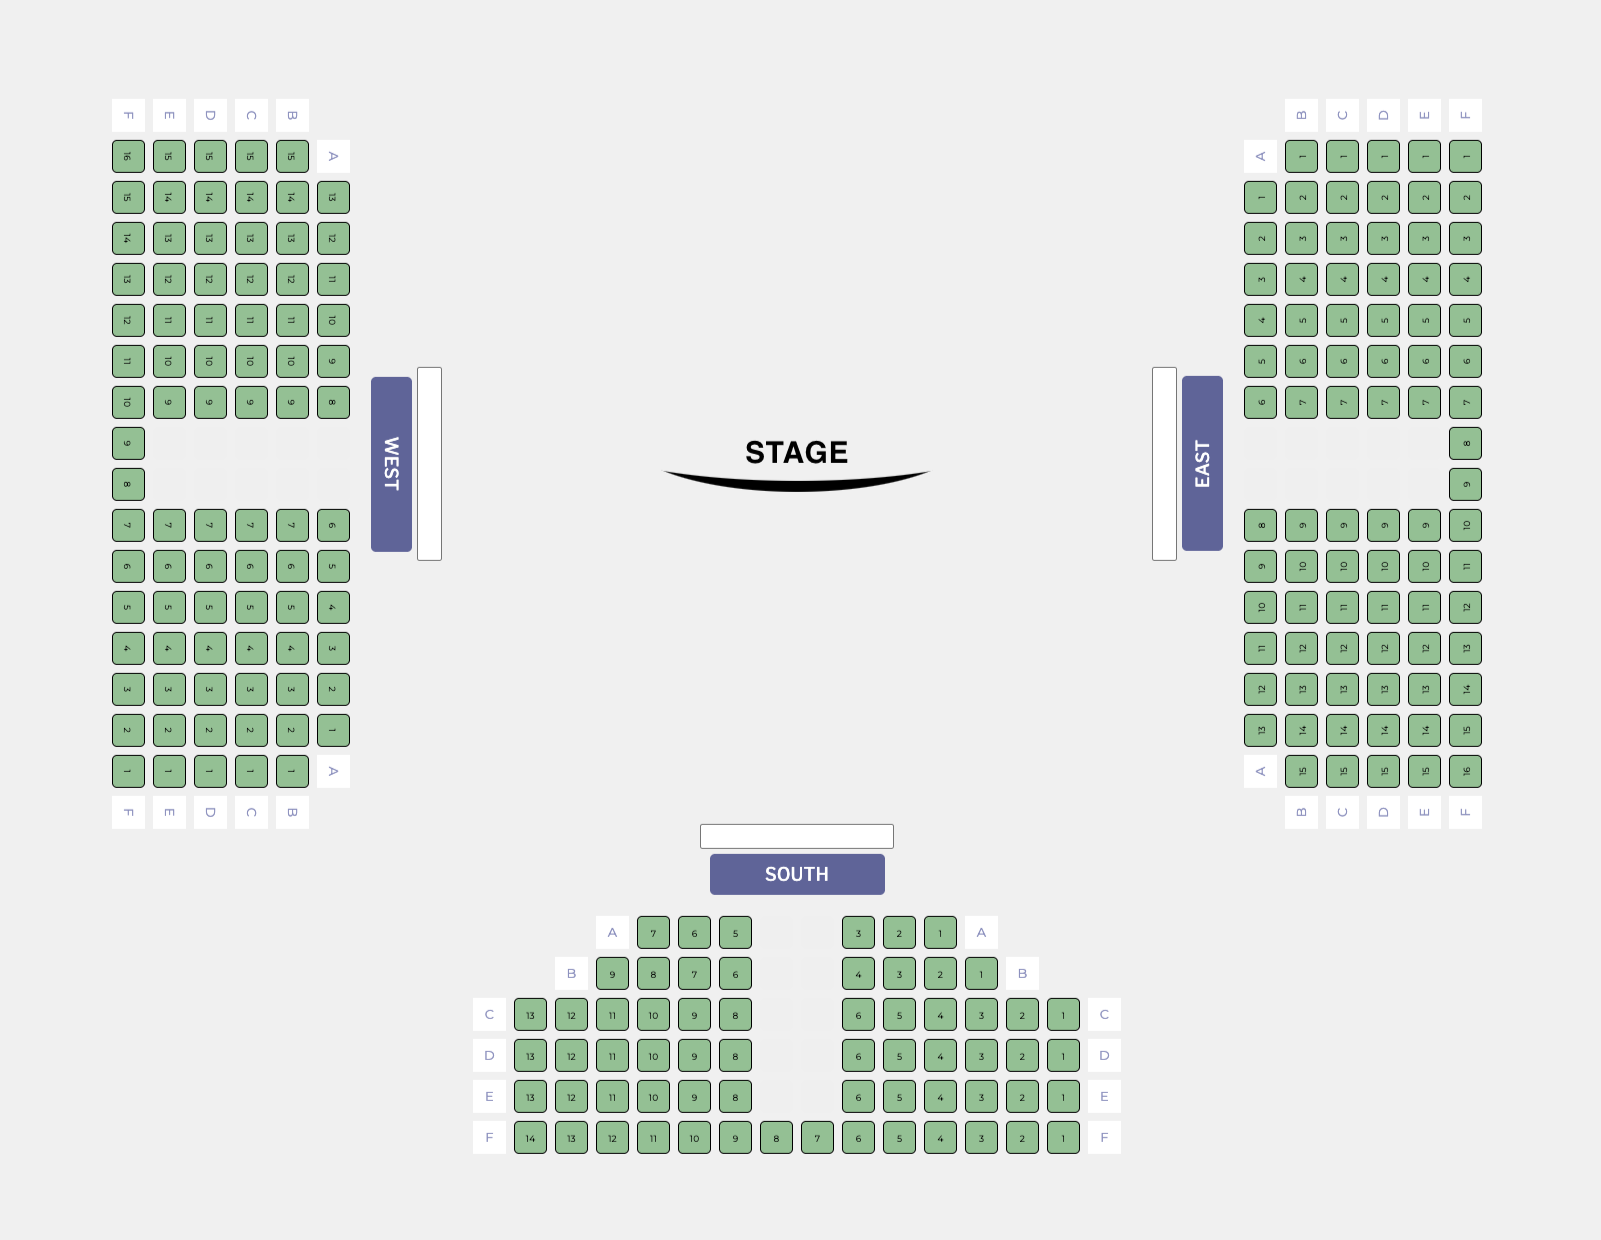 F E D C B
16 15 15 15 15 A
15 14 14 14 14 13
14 13 13 13 13 12
13 12 12 12 12 11
12 11 11 11 11 10
11 10 10 10 10 9
10 9 9 9 9 8
9
8
7 7 7 7 7 6
6 6 6 6 6 5
5 5 5 5 5 4
4 4 4 4 4 3
3 3 3 3 3 2
2 2 2 2 2 1
1 1 1 1 1 A
F E D C B
WEST
STAGE
EAST
B C D E F
A 1 1 1 1 1
1 2 2 2 2 2
2 3 3 3 3 3
3 4 4 4 4 4
4 5 5 5 5 5
5 6 6 6 6 6
6 7 7 7 7 7
8
9
8 9 9 9 9 10
9 10 10 10 10 11
10 11 11 11 11 12
11 12 12 12 12 13
12 13 13 13 13 14
13 14 14 14 14 15
A 15 15 15 15 16
B C D E F
SOUTH
A 7 6 5 3 2 1 A
B 9 8 7 6 4 3 2 1 B
C 13 12 11 10 9 8 6 5 4 3 2 1 C
D 13 12 11 10 9 8 6 5 4 3 2 1 D
E 13 12 11 10 9 8 6 5 4 3 2 1 E
F 14 13 12 11 10 9 8 7 6 5 4 3 2 1 F